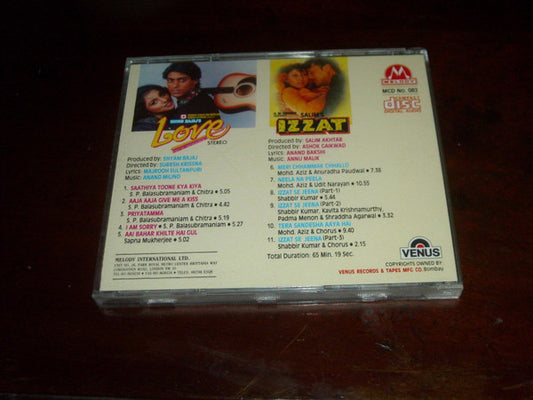 Love
STEREO
Produced by: SHYAM BAJAJ
Directed by: SURESH KRISSNA
Lyrics: MAJROOH SULTANPURI
Music: ANAND MILIND
1. SAATHIYA TOONE KYA KIYA
S. P. Balasubramaniam & Chitra • 5.05
2. AAJA AAJA GIVE ME A KISS
S. P. Balasubramaniam & Chitra • 4.42
3. PRIYATAMMA
S. P. Balasubramaniam & Chitra • 5.19
4. I AM SORRY • S. P. Balasubramaniam & Chitra • 5.27
5. AAI BAHAR KHILTE HAI GUL
Sapna Mukherjee • 5.02
MELODY INTERNATIONAL LTD.
SALIM'S
IZZAT
Produced by: SALIM AKHTAR
Directed by: ASHOK GAIKWAD
Lyrics: ANAND BAKSHI
Music: ANNU MALIK
6. MERI CHHAMMAK CHHALLO
Mohd. Aziz & Anuradha Paudwal • 7.38
7. NEELA NA PEELA
Mohd. Aziz & Udit Narayan • 10.55
8. IZZAT SE JEENA (Part-1)
Shabbir Kumar • 5.44
9. IZZAT SE JEENA (Part-2)
Shabbir Kumar, Kavita Krishnamurthy,
Padma Menon & Shraddha Agarwal • 3.32
10. TERA SANDESHA AAYA HAI
Mohd. Aziz & Chorus • 9.40
11. IZZET SE JEENA (Part-3)
Shabbir Kumar & Chorus • 2.15
Total Duration: 65 Min. 19 Sec.
M
MELODY
MCD No. 083
COMPACT
disc
DIGITAL AUDIO
VENUS
COPYRIGHTS OWNED BY:
VENUS RECORDS & TAPES MFG CO. Bombay